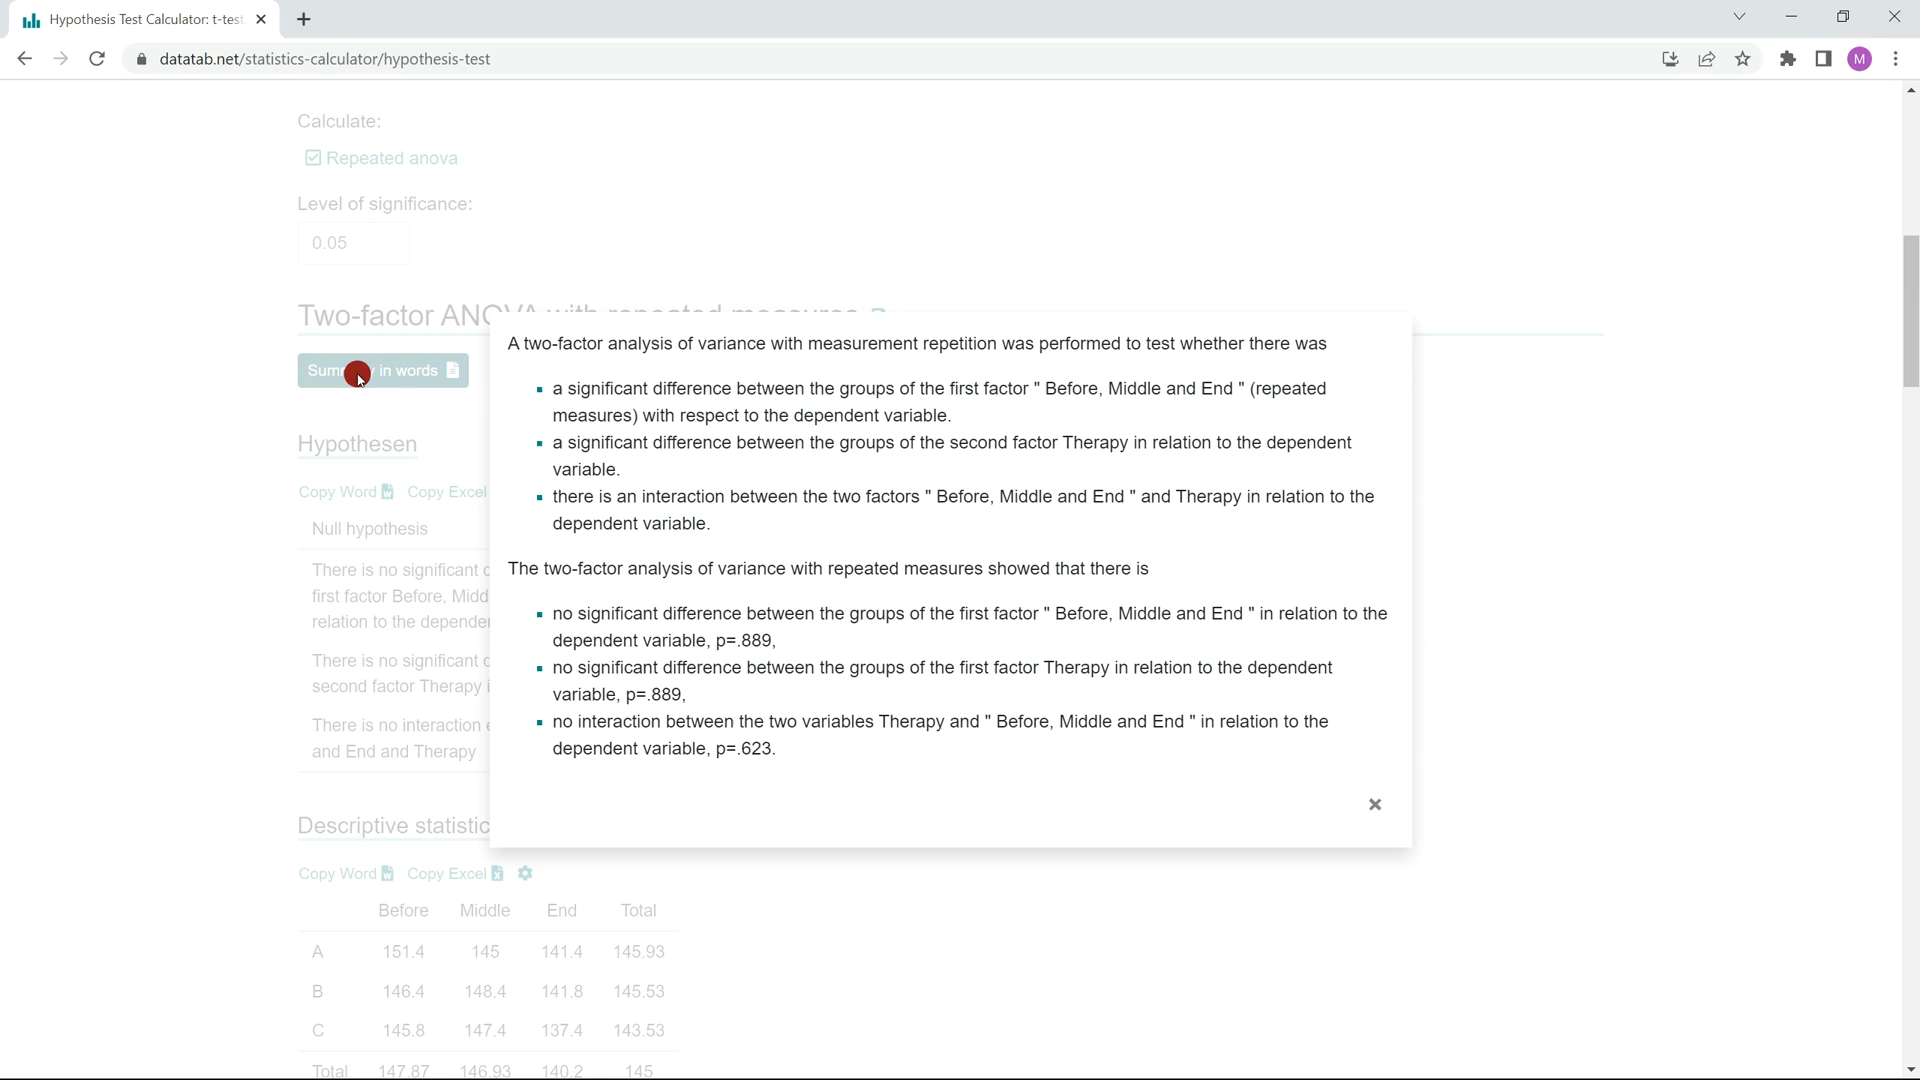 Hypothesis Test Calculator: t-test
datatab.net/statistics-calculator/hypothesis-test
M
Calculate:
Repeated anova
Level of significance:
0.05
Two-factor ANOVA with repeated measures
Summary in words
A two-factor analysis of variance with measurement repetition was performed to test whether there was
a significant difference between the groups of the first factor " Before, Middle and End " (repeated
measures) with respect to the dependent variable.
a significant difference between the groups of the second factor Therapy in relation to the dependent
variable.
there is an interaction between the two factors " Before, Middle and End " and Therapy in relation to the
dependent variable.
The two-factor analysis of variance with repeated measures showed that there is
no significant difference between the groups of the first factor " Before, Middle and End " in relation to the
dependent variable, p=.889,
no significant difference between the groups of the first factor Therapy in relation to the dependent
variable, p=.889,
no interaction between the two variables Therapy and " Before, Middle and End " in relation to the
dependent variable, p=.623.
Hypothesen
Copy Word Copy Excel
Null hypothesis
There is no significant
first factor Before,
relation to the
There is no significant
second factor Therapy
There is no interaction
and End and Therapy
Descriptive
Copy Word Copy Excel
Before Middle End Total
A 151.4 145 141.4 145.93
B 146.4 148.4 141.8 145.53
C 145.8 147.4 137.4 143.53
Total 147.87 146.93 140.2 145